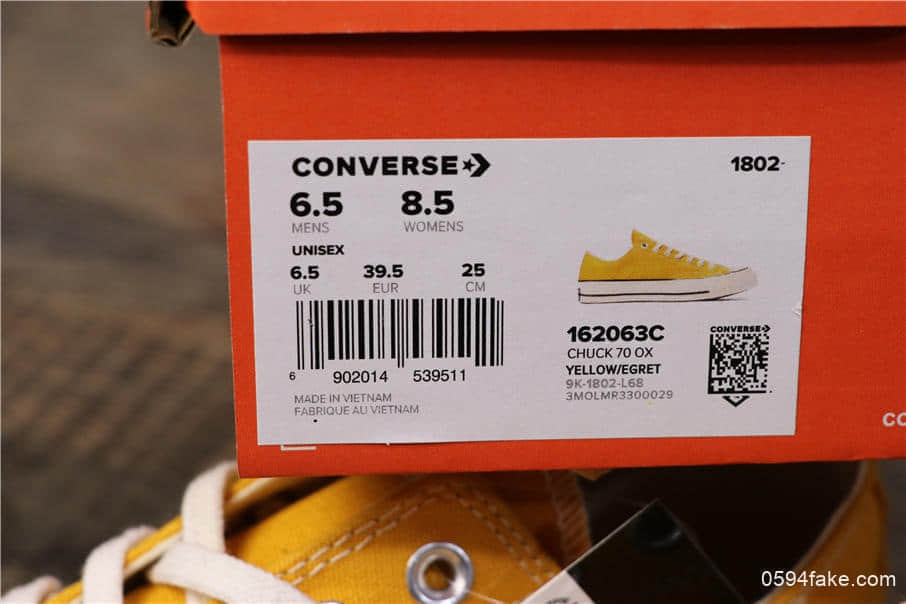 CONVERSE
1802-
6.5 8.5
MENS WOMENS
UNISEX
6.5 39.5 25
UK EUR CM
6 902014 539511
MADE IN VIETNAM
FABRIQUE AU VIETNAM
162063C
CHUCK 70 OX
YELLOW/EGRET
9K-1802-L68
3MOLMR3300029
CONVERSE
CO
0594fake.com